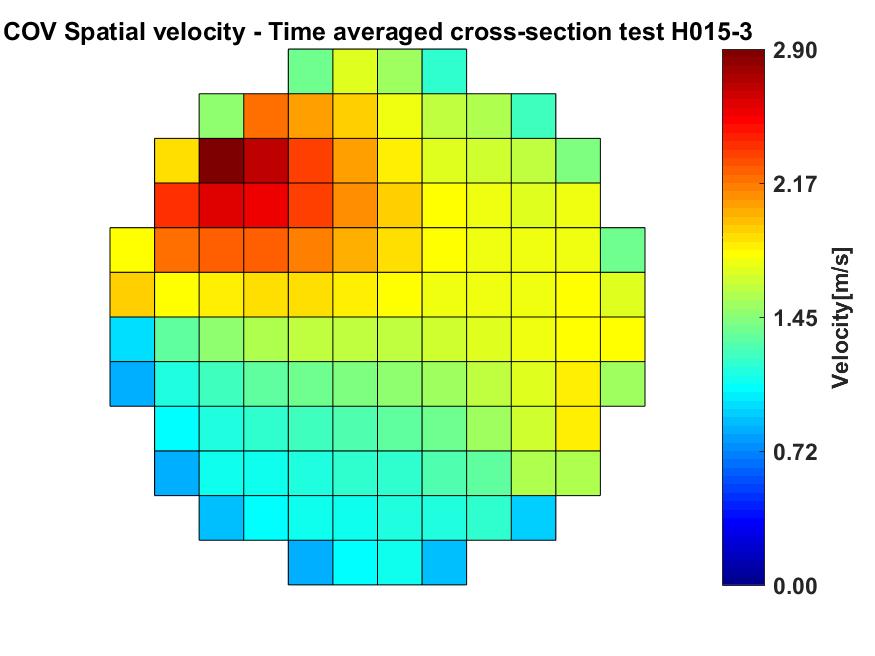 COV Spatial velocity - Time averaged cross-section test H015-3
2.90
2.17
1.45
0.72
0.00
Velocity[m/s]